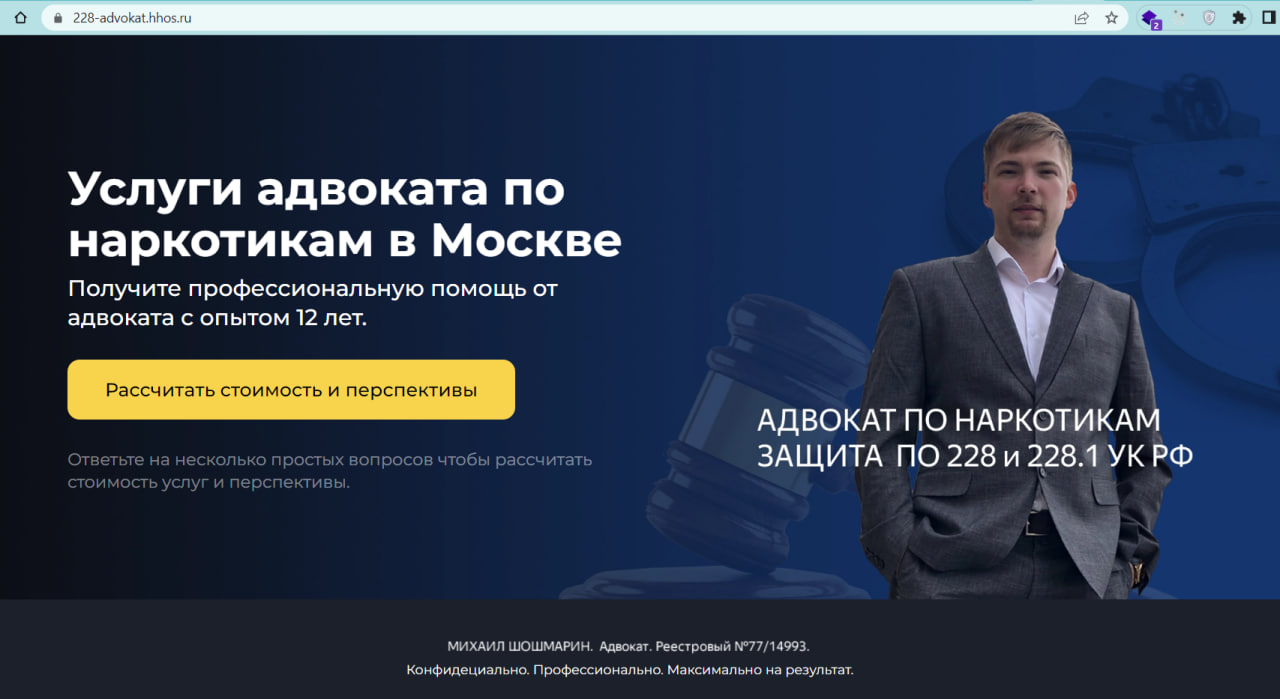 228-advokat.hhos.ru
2
Услуги адвоката по
наркотикам в Москве
Получите профессиональную помощь от
адвоката с опытом 12 лет.
Рассчитать стоимость и перспективы
Ответьте на несколько простых вопросов чтобы рассчитать
стоимость услуг и перспективы.
АДВОКАТ ПО НАРКОТИКАМ
ЗАЩИТА ПО 228 и 228.1 УК РФ
МИХАИЛ ШОШМАРИН. Адвокат. Реестровый №77/14993.
Конфидециально. Профессионально. Максимально на результат.